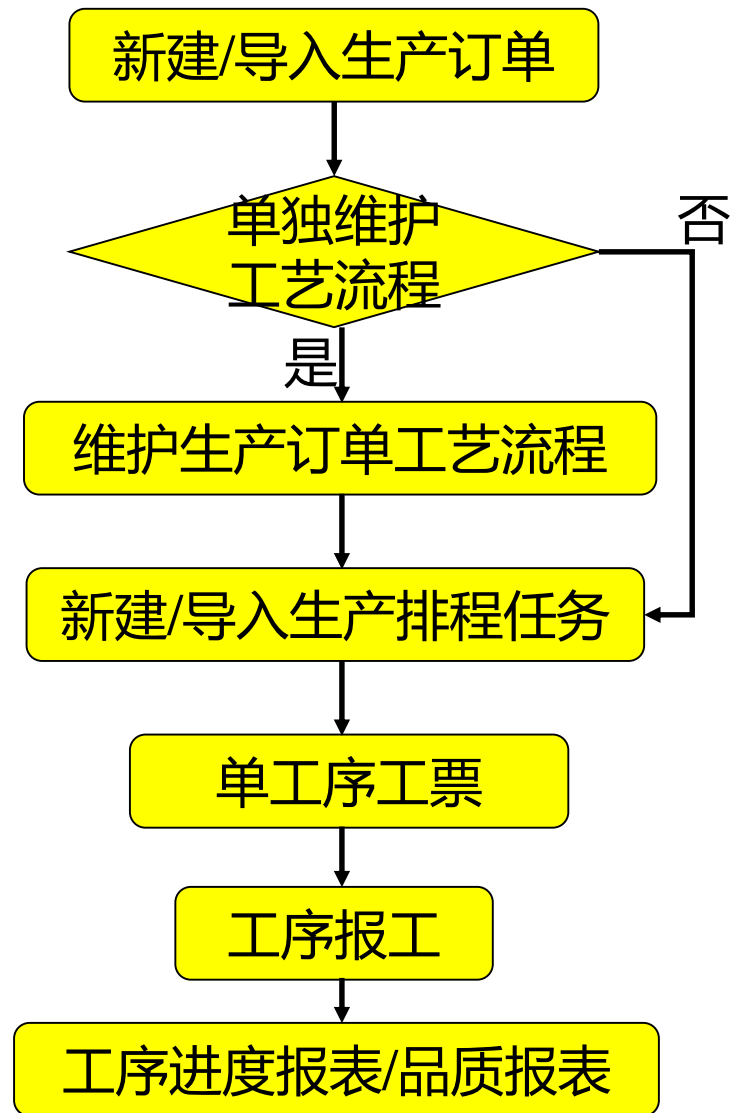 新建/导入生产订单
单独维护
工艺流程
否
是
维护生产订单工艺流程
新建/导入生产排程任务
单工序工票
工序报工
工序进度报表/品质报表